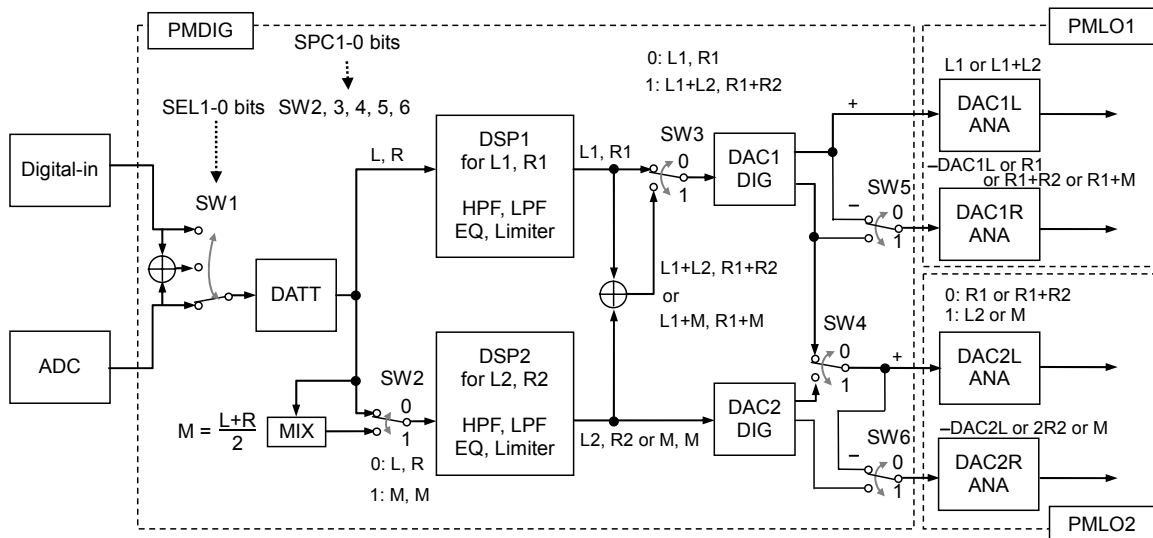 PMDIG
SPC1-0 bits
SEL1-0 bits
SW2, 3, 4, 5, 6
0: L1, R1
1: L1+L2, R1+R2
PMLO1
L1 or L1+L2
+
DAC1L
ANA
Digital-in
SW1
L, R
DSP1
for L1, R1
HPF, LPF
EQ, Limiter
L1, R1
SW3
0
1
DAC1
DIG
–DAC1L or R1
or R1+R2 or R1+M
SW5
–
0
1
DAC1R
ANA
DATT
L1+L2, R1+R2
or
L1+M, R1+M
0: R1 or R1+R2
1: L2 or M
ADC
DSP2
for L2, R2
HPF, LPF
EQ, Limiter
SW4
0
1
+
DAC2L
ANA
SW2
0
1
M = L+R
2
MIX
0: L, R
1: M, M
L2, R2 or M, M
DAC2
DIG
–DAC2L or 2R2 or M
SW6
–
0
1
DAC2R
ANA
PMLO2